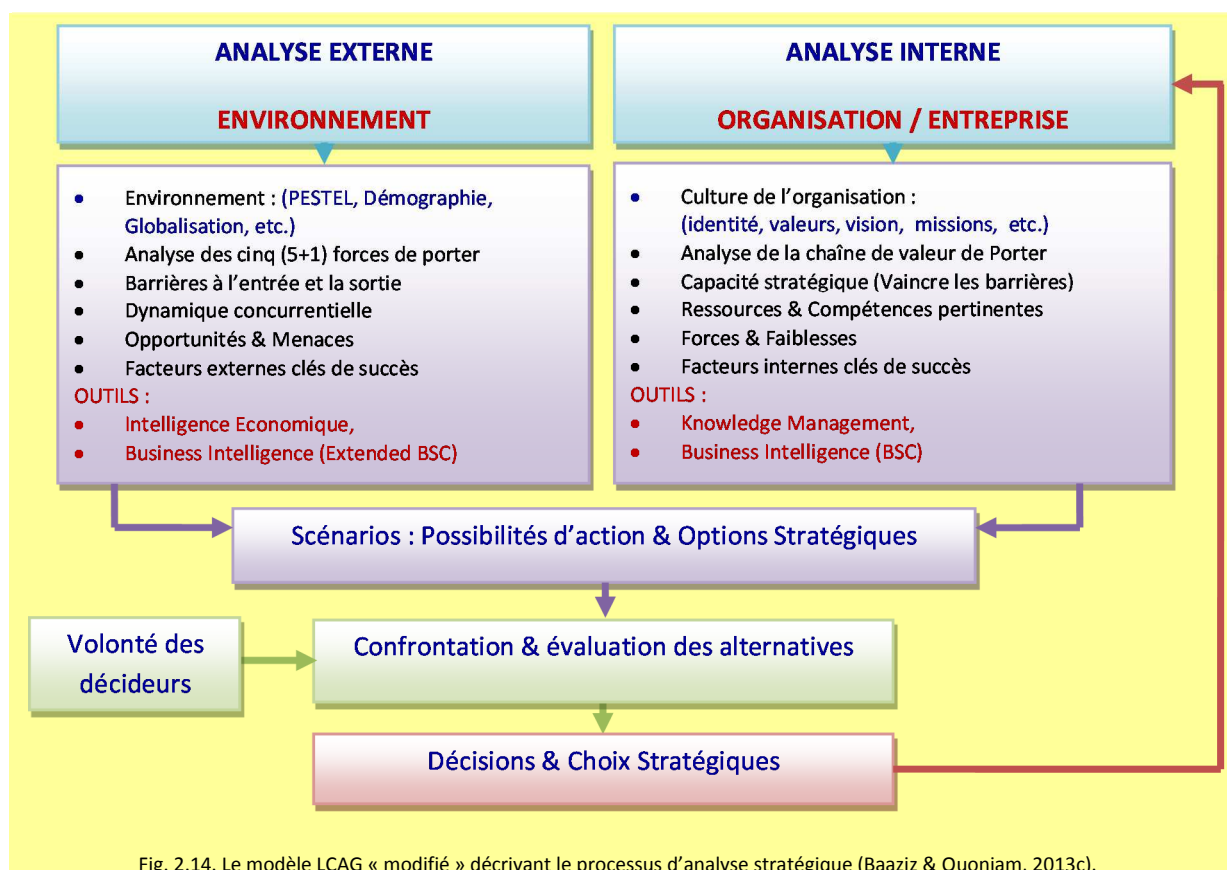 ANALYSE EXTERNE
ENVIRONNEMENT
• Environnement : (PESTEL, Démographie,
Globalisation, etc.)
• Analyse des cinq (5+1) forces de porter
• Barrières à l’entrée et la sortie
• Dynamique concurrentielle
• Opportunités & Menaces
• Facteurs externes clés de succès
OUTILS :
• Intelligence Economique,
• Business Intelligence (Extended BSC)
ANALYSE INTERNE
ORGANISATION / ENTREPRISE
• Culture de l’organisation :
(identité, valeurs, vision, missions, etc.)
• Analyse de la chaîne de valeur de Porter
• Capacité stratégique (Vaincre les barrières)
• Ressources & Compétences pertinentes
• Forces & Faiblesses
• Facteurs internes clés de succès
OUTILS :
• Knowledge Management,
• Business Intelligence (BSC)
Scénarios : Possibilités d’action & Options Stratégiques
Volonté des
décideurs
Confrontation & évaluation des alternatives
Décisions & Choix Stratégiques
Fig. 2.14. Le modèle LCAG « modifié » décrivant le processus d’analyse stratégique (Baaziz & Quoniam, 2013c).